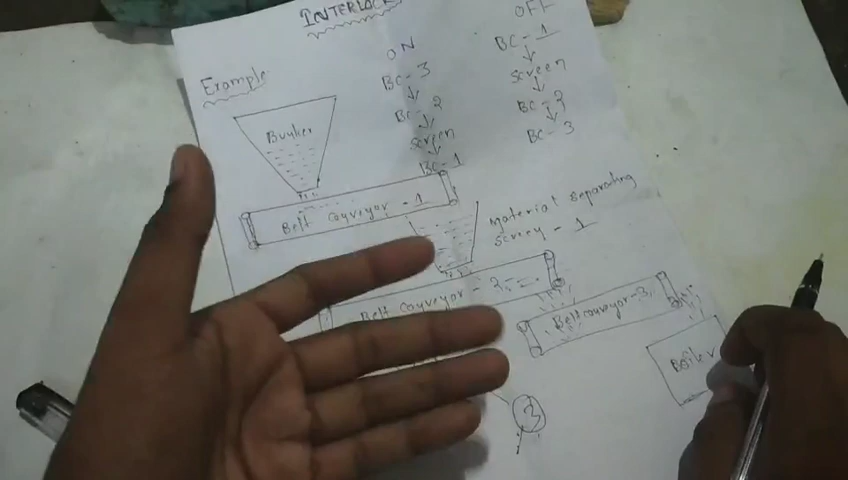 INTERLOCK
Example
ON
BC-3
↓
BC-2
↓
Screen
↓
BC-1
OFF
BC-1
↓
Screen
↓
BC-2
↓
BC-3
Bunker
Belt conveyor - 1
Material Separating
Screen - 1
Belt conveyor - 2
Belt conveyor-3
Boiler
3